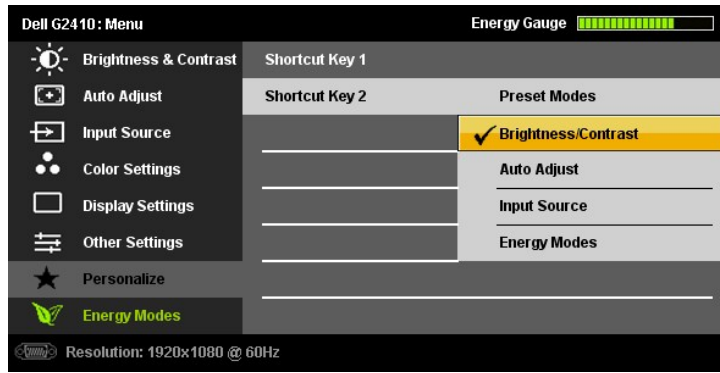 Dell G2410 : Menu
Energy Gauge
Brightness & Contrast
Shortcut Key 1
Auto Adjust
Shortcut Key 2
Preset Modes
Input Source
Brightness/Contrast
Color Settings
Auto Adjust
Display Settings
Input Source
Other Settings
Energy Modes
Personalize
Energy Modes
Resolution: 1920x1080 @ 60Hz